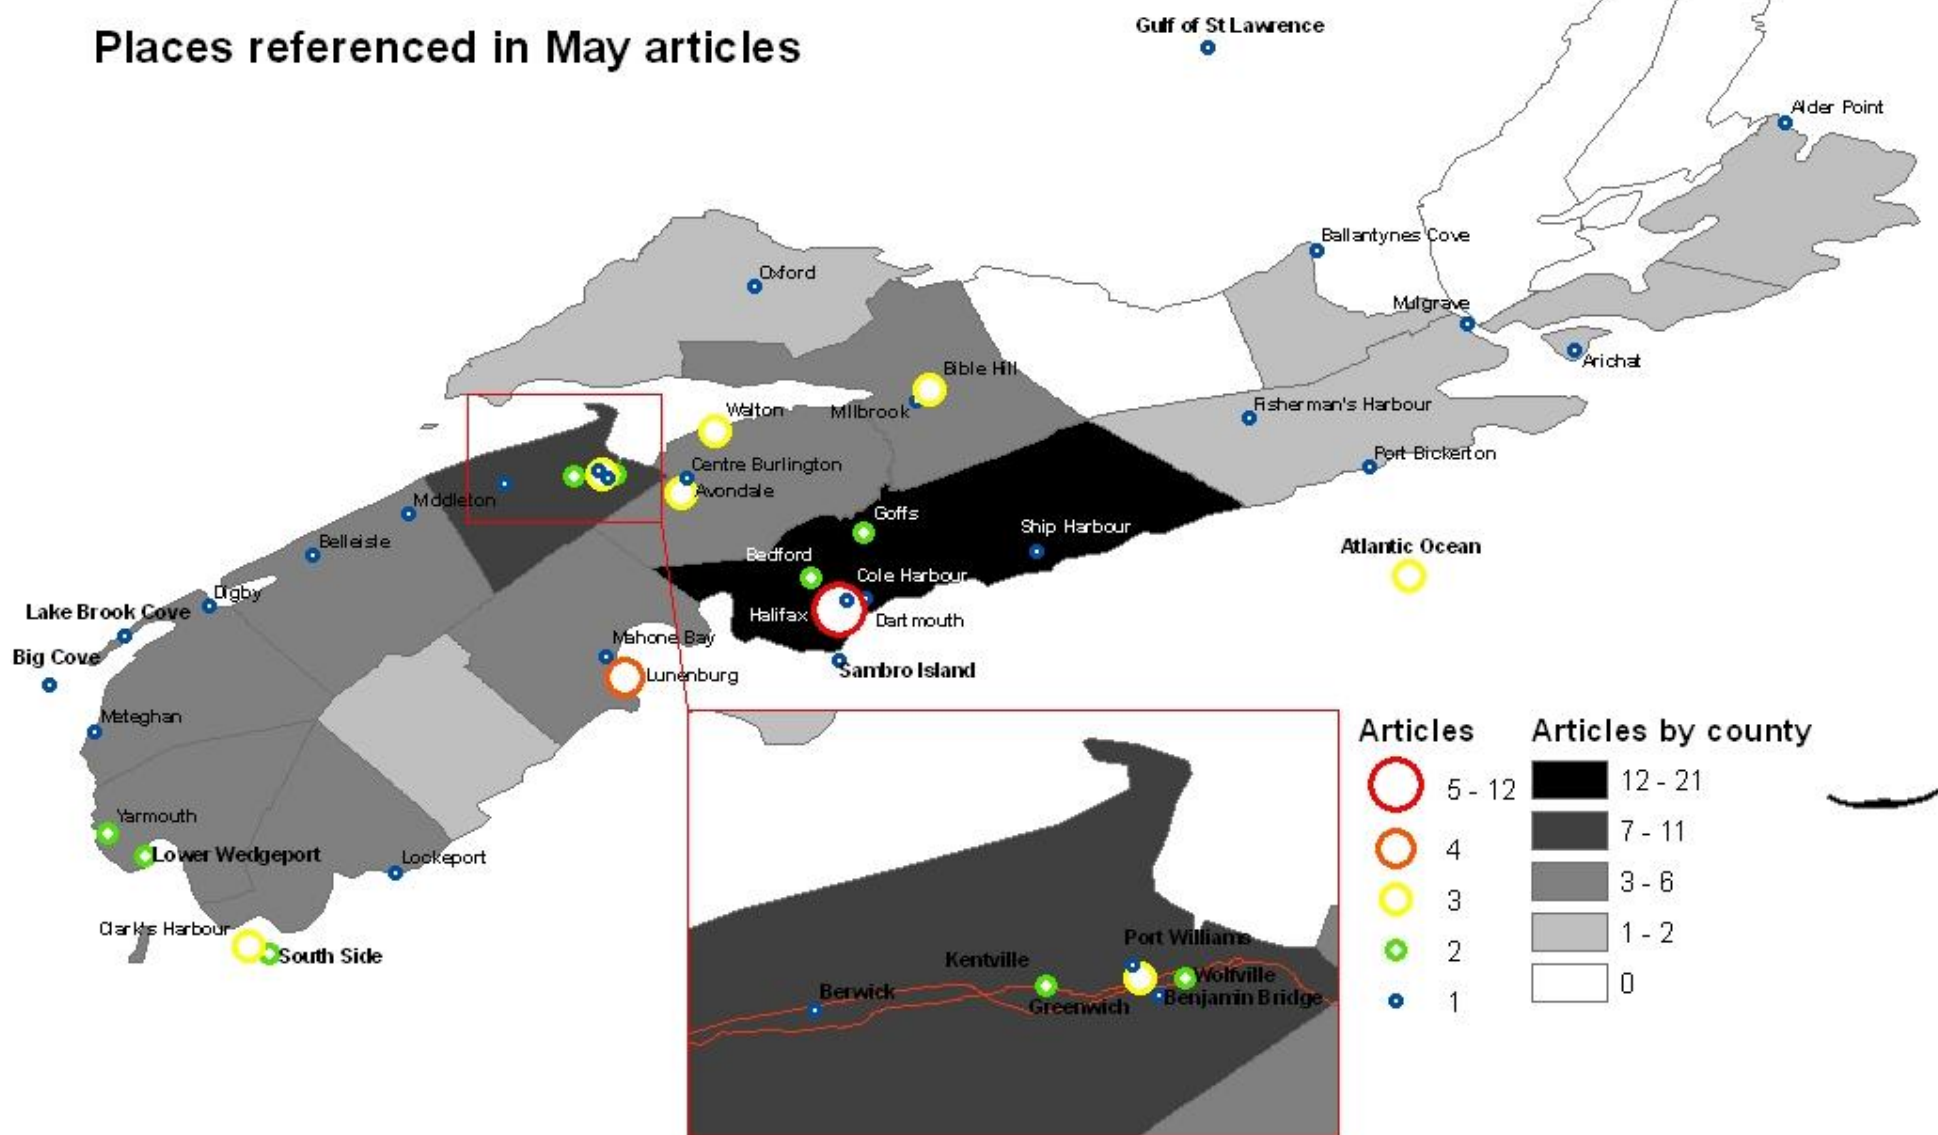 Places referenced in May articles
Gulf of St Lawrence
Alder Point
Ballantynes Cove
Oxford
Mulgrave
Arichat
Bible Hill
Walton
Millbrook
Fisherman's Harbour
Port Bickerton
Centre Burlington
Avondale
Middleton
Goffs
Ship Harbour
Belleisle
Bedford
Atlantic Ocean
Cole Harbour
Digby
Lake Brook Cove
Halifax
Dartmouth
Mahone Bay
Big Cove
Sambro Island
Lunenburg
Meteghan
Yarmouth
Lower Wedgeport
Lockeport
Clark's Harbour
South Side
Port Williams
Kentville
Wolfville
Berwick
Benjamin Bridge
Greenwich
Articles
5 - 12
4
3
2
1
Articles by county
12 - 21
7 - 11
3 - 6
1 - 2
0